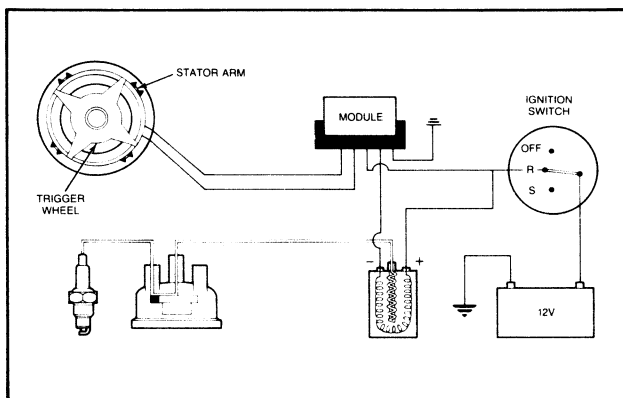 STATOR ARM
MODULE
IGNITION
SWITCH
OFF
R
S
TRIGGER
WHEEL
- +
12V